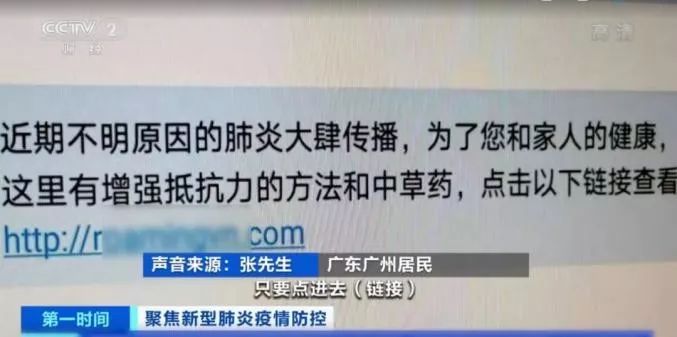 CCTV 2
财经
高清
近期不明原因的肺炎大肆传播，为了您和家人的健康，
这里有增强抵抗力的方法和中草药，点击以下链接查看
http://r
.com
声音来源：张先生 广东广州居民
只要点进去（链接）
第一时间 聚焦新型肺炎疫情防控